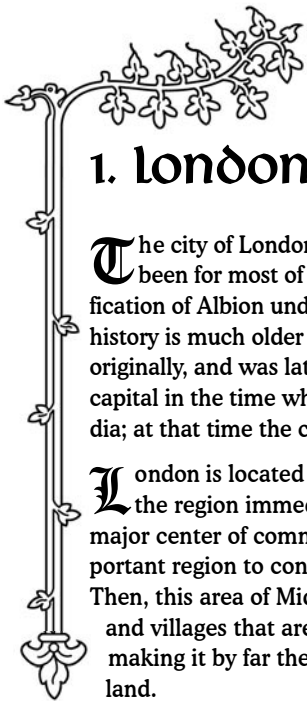 1. London
The city of London
been for most of
fication of Albion und
history is much older
originally, and was lat
capital in the time wh
dia; at that time the c
London is located
the region immed
major center of comm
portant region to con
Then, this area of Mid
and villages that are
making it by far the
land.